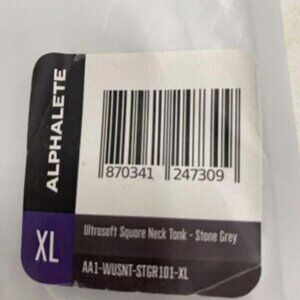 ALPHALETE
XL
870341 247309
Ultrasoft Square Neck Tank - Stone Grey
AA1-WUSNT-STGR101-XL